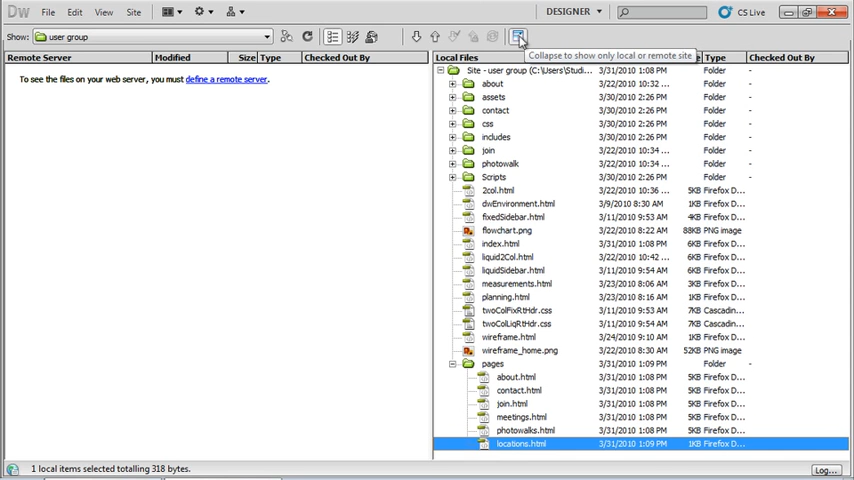 Dw File Edit View Site DESIGNER CS Live
Show: user group
Collapse to show only local or remote site
Remote Server Modified Size Type Checked Out By
To see the files on your web server, you must define a remote server.
Local Files Type Checked Out By
Site - user group (C:\Users\Studi... 3/31/2010 1:08 PM Folder -
about 3/22/2010 10:32 ... Folder -
assets 3/30/2010 2:26 PM Folder -
contact 3/30/2010 2:26 PM Folder -
css 3/30/2010 2:26 PM Folder -
includes 3/30/2010 2:26 PM Folder -
join 3/22/2010 10:34 ... Folder -
photowalk 3/22/2010 10:34 ... Folder -
Scripts 3/30/2010 2:26 PM Folder -
2col.html 3/22/2010 10:36 ... 5KB Firefox D...
dwEnvironment.html 3/9/2010 8:30 AM 1KB Firefox D...
fixedSidebar.html 3/11/2010 9:53 AM 4KB Firefox D...
flowchart.png 3/22/2010 8:22 AM 88KB PNG image
index.html 3/31/2010 1:08 PM 6KB Firefox D...
liquid2Col.html 3/22/2010 10:42 ... 6KB Firefox D...
liquidSidebar.html 3/11/2010 9:54 AM 6KB Firefox D...
measurements.html 3/11/2010 9:54 AM 3KB Firefox D...
planning.html 3/23/2010 8:16 AM 1KB Firefox D...
twoColFixRtHdr.css 3/11/2010 9:54 AM 7KB Cascadin...
twoColLiqRtHdr.css 3/11/2010 9:54 AM 7KB Cascadin...
wireframe.html 3/24/2010 9:10 AM 1KB Firefox D...
wireframe_home.png 3/22/2010 8:30 AM 52KB PNG image
pages 3/31/2010 1:09 PM Folder -
about.html 3/31/2010 1:08 PM 5KB Firefox D...
contact.html 3/31/2010 1:08 PM 5KB Firefox D...
join.html 3/31/2010 1:08 PM 5KB Firefox D...
meetings.html 3/31/2010 1:08 PM 5KB Firefox D...
photowalks.html 3/31/2010 1:08 PM 5KB Firefox D...
locations.html 3/31/2010 1:09 PM 1KB Firefox D...
1 local items selected totalling 318 bytes. Log...